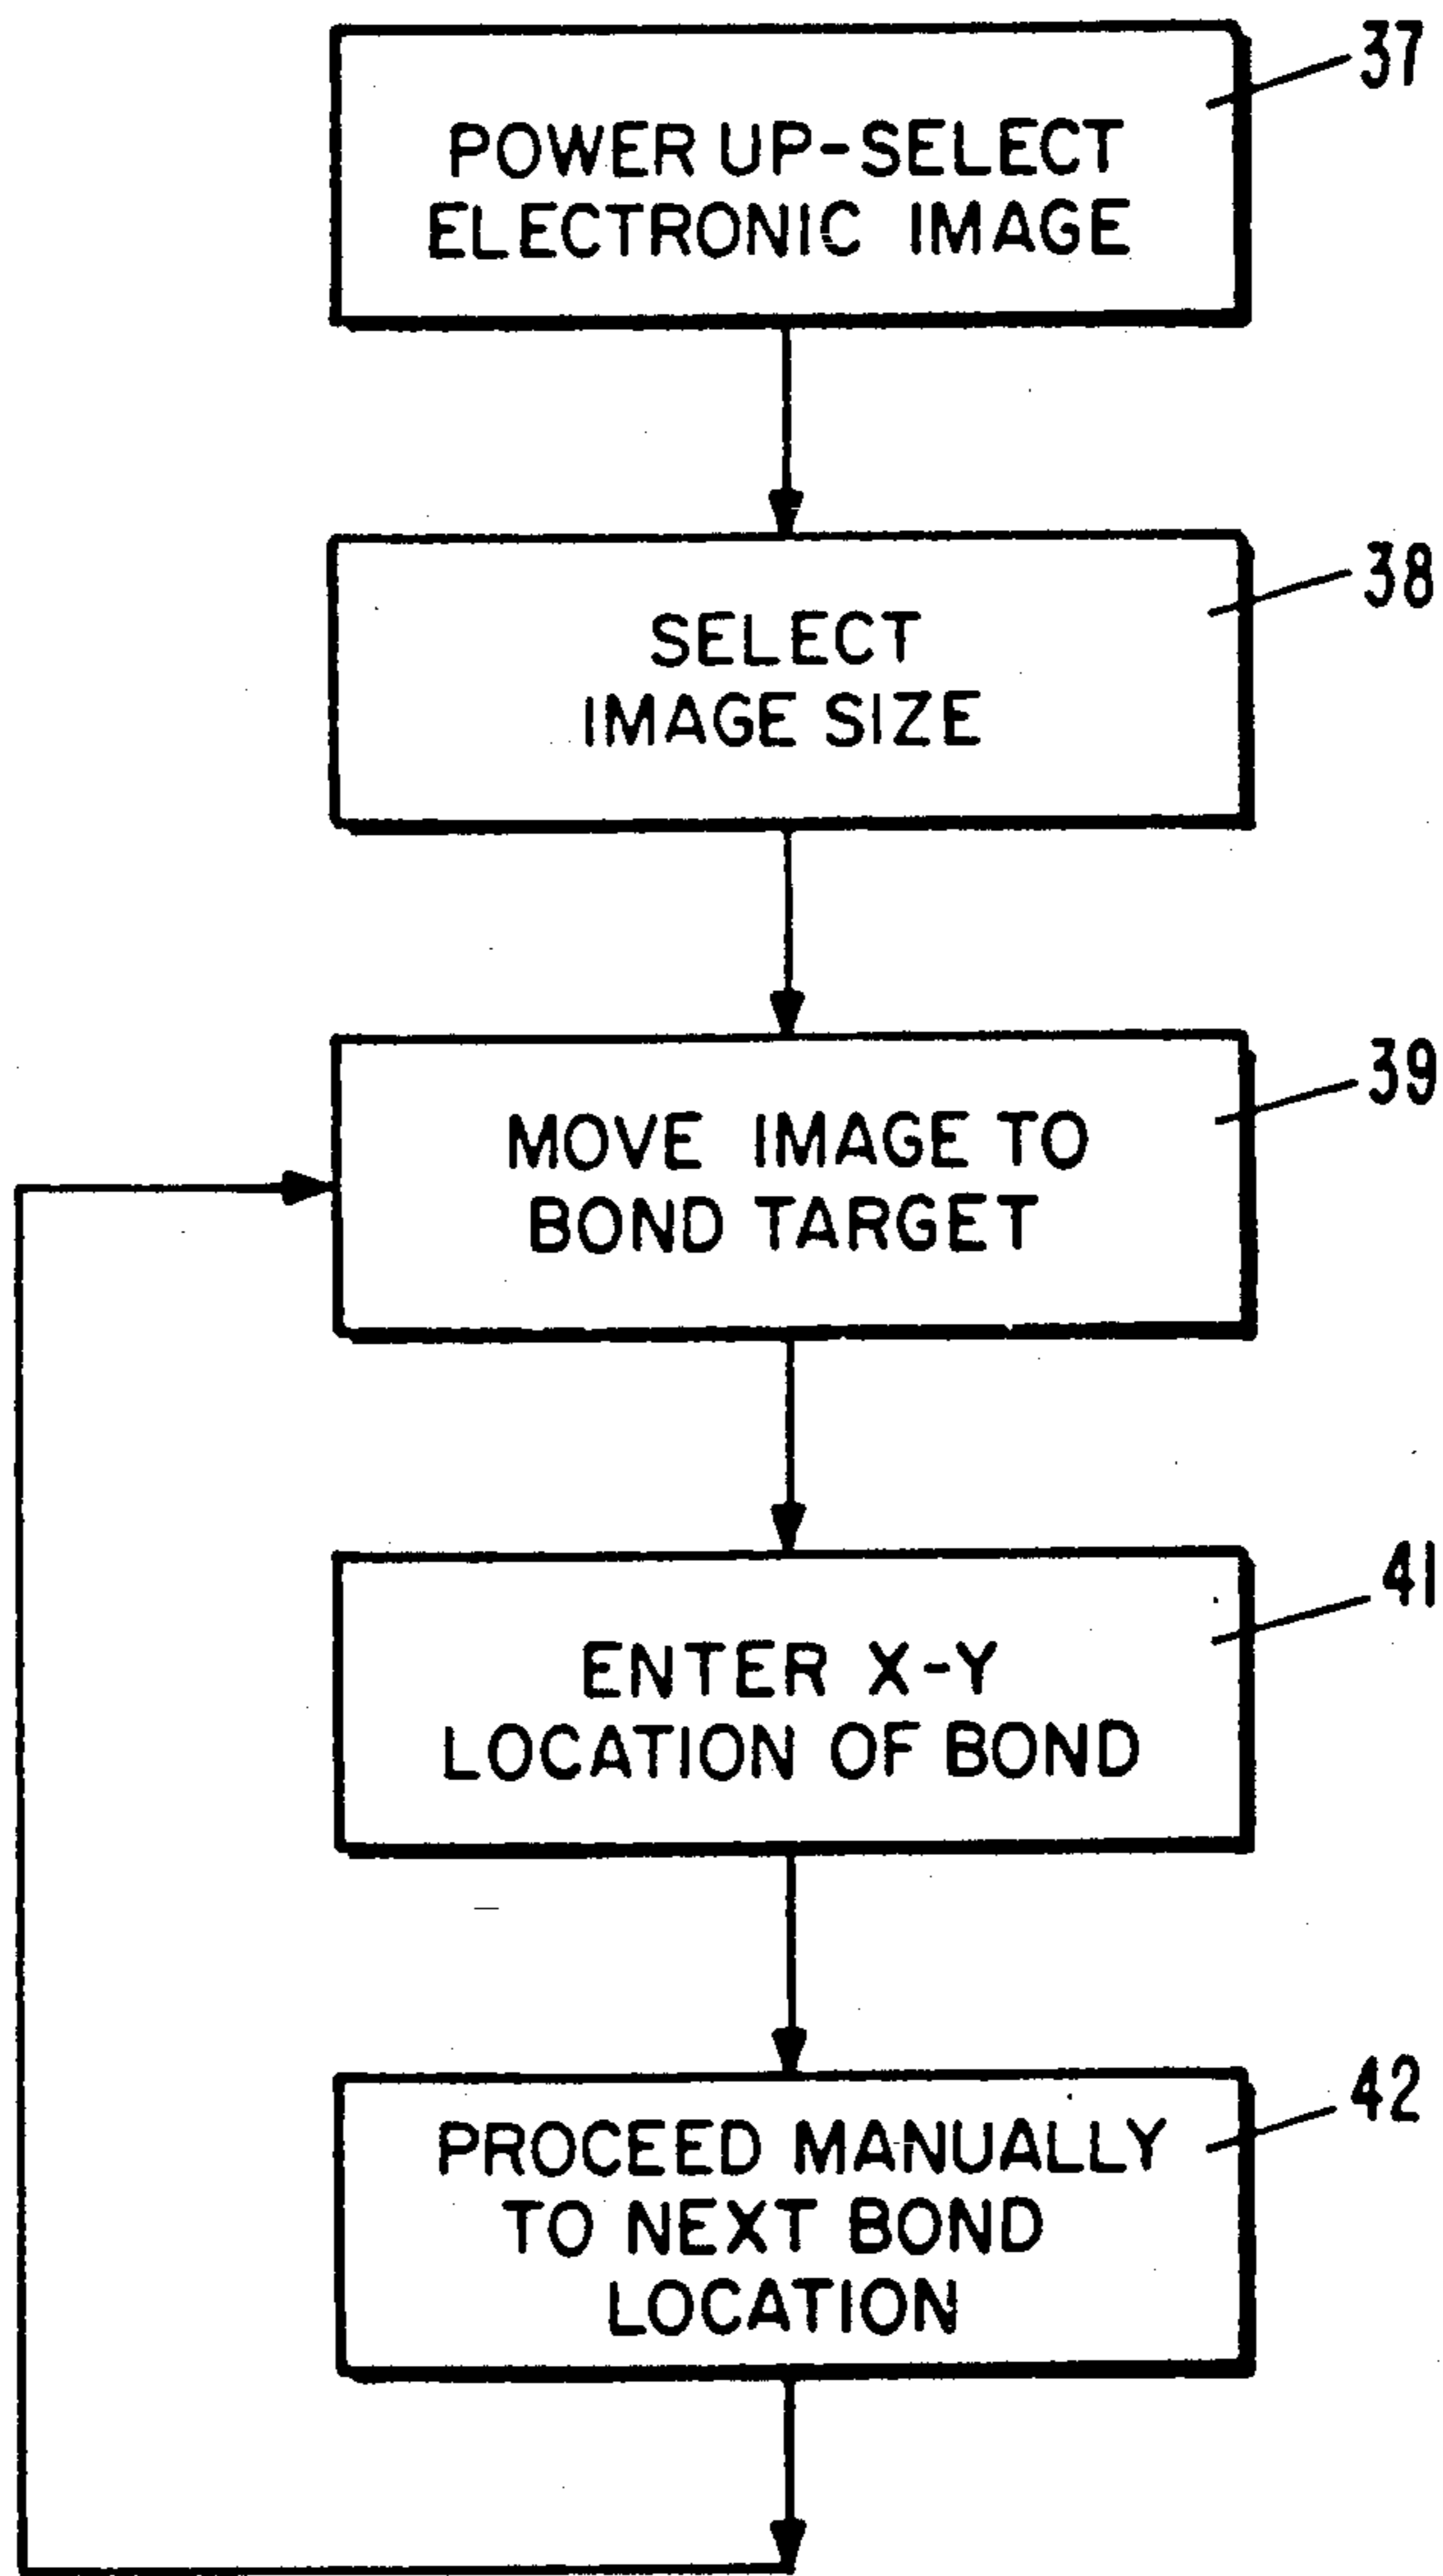 37
POWER UP-SELECT
ELECTRONIC IMAGE
38
SELECT
IMAGE SIZE
39
MOVE IMAGE TO
BOND TARGET
41
ENTER X-Y
LOCATION OF BOND
42
PROCEED MANUALLY
TO NEXT BOND
LOCATION